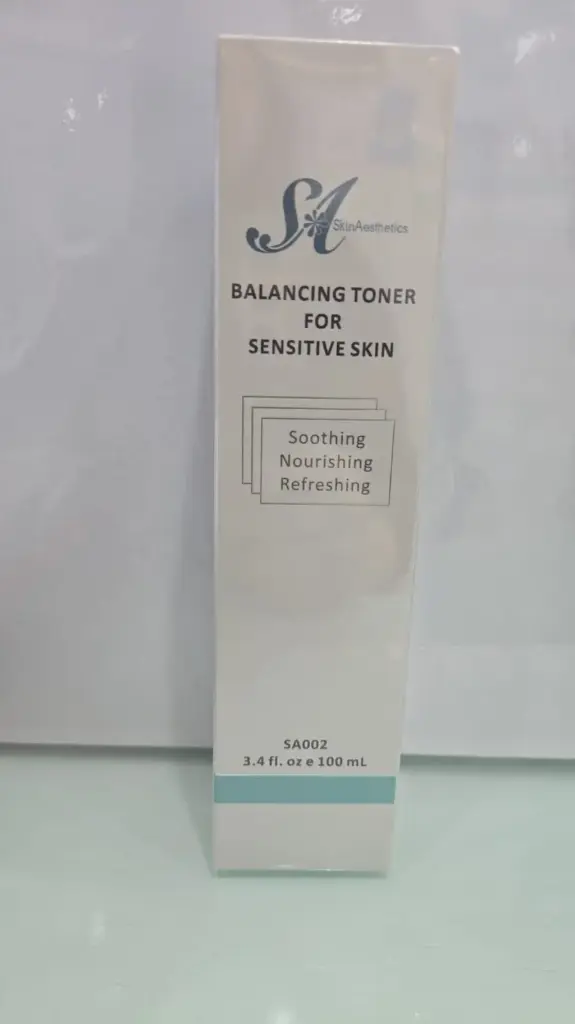 SA SkinAesthetics
BALANCING TONER
FOR
SENSITIVE SKIN
Soothing
Nourishing
Refreshing
SA002
3.4 fl. oz e 100 mL